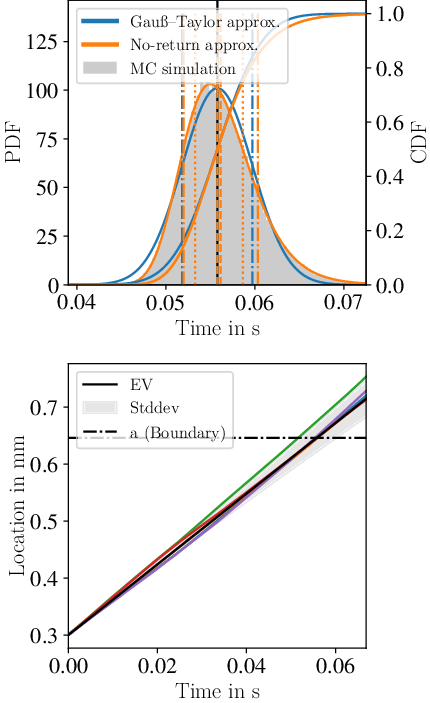 Gauß–Taylor approx.
No-return approx.
MC simulation
125
100
75
50
25
0
PDF
1.0
0.8
0.6
0.4
0.2
0.0
CDF
0.04 0.05 0.06 0.07
Time in s
EV
Stddev
a (Boundary)
0.7
0.6
0.5
0.4
0.3
Location in mm
0.00 0.02 0.04 0.06
Time in s